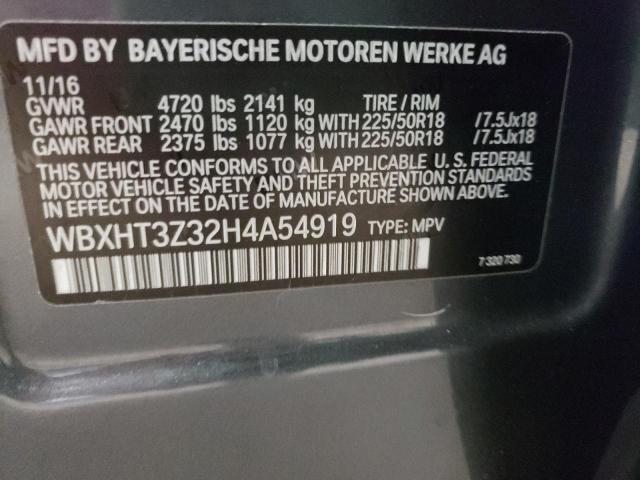 MFD BY BAYERISCHE MOTOREN WERKE AG
11/16
GVWR 4720 lbs 2141 kg TIRE / RIM
GAWR FRONT 2470 lbs 1120 kg WITH 225/50R18 /7.5Jx18
GAWR REAR 2375 lbs 1077 kg WITH 225/50R18 /7.5Jx18
THIS VEHICLE CONFORMS TO ALL APPLICABLE U. S. FEDERAL
MOTOR VEHICLE SAFETY AND THEFT PREVENTION STANDARDS
IN EFFECT ON THE DATE OF MANUFACTURE SHOWN ABOVE.
WBXHT3Z32H4A54919 TYPE: MPV
7 320 730